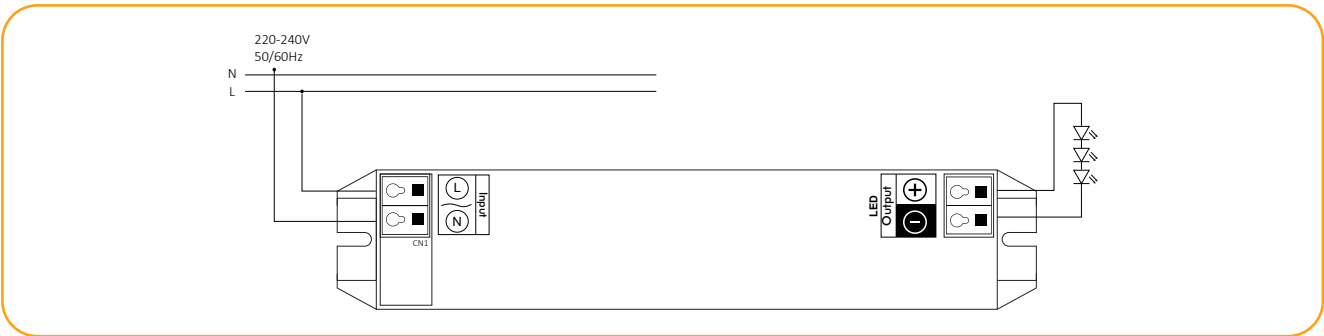 220-240V
50/60Hz
N
L
L
N
Input
CN1
LED
Output
+
−